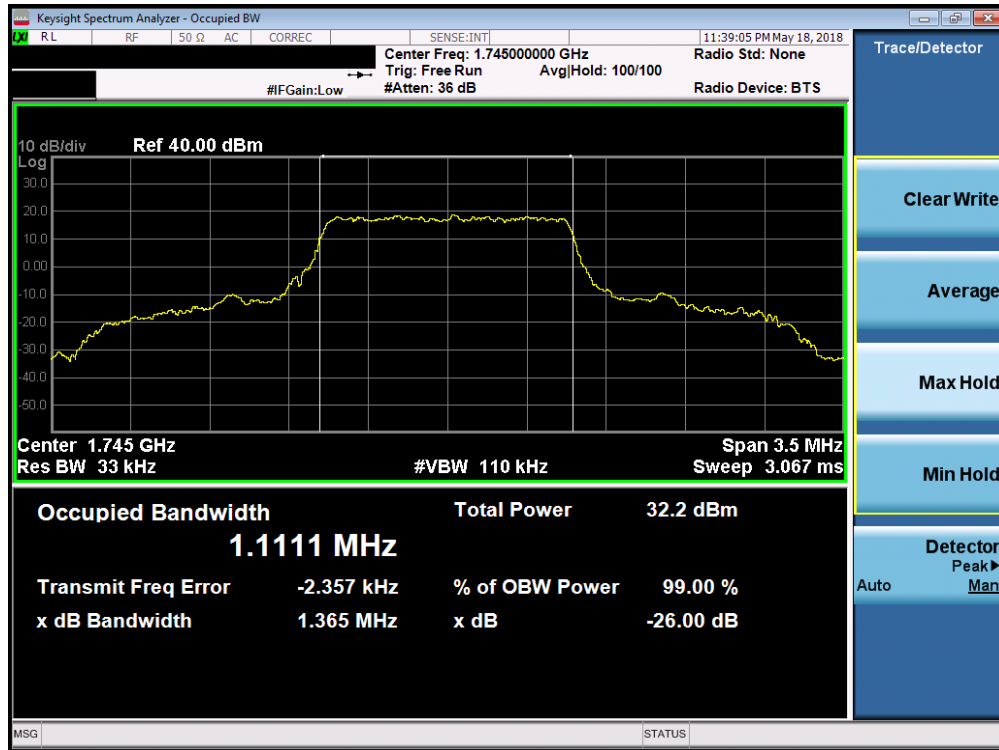 Keysight Spectrum Analyzer - Occupied BW
LXI RL RF 50 Ω AC CORREC SENSE:INT 11:39:05 PM May 18, 2018
Center Freq: 1.745000000 GHz Radio Std: None
Trig: Free Run Avg|Hold: 100/100
#IFGain:Low #Atten: 36 dB Radio Device: BTS
10 dB/div Ref 40.00 dBm
Log
30.0
20.0
10.0
0.00
-10.0
-20.0
-30.0
-40.0
-50.0
Center 1.745 GHz Span 3.5 MHz
Res BW 33 kHz #VBW 110 kHz Sweep 3.067 ms
Occupied Bandwidth Total Power 32.2 dBm
1.1111 MHz
Transmit Freq Error -2.357 kHz % of OBW Power 99.00 %
x dB Bandwidth 1.365 MHz x dB -26.00 dB
MSG STATUS
Trace/Detector
Clear Write
Average
Max Hold
Min Hold
Detector
Peak▶
Auto Man